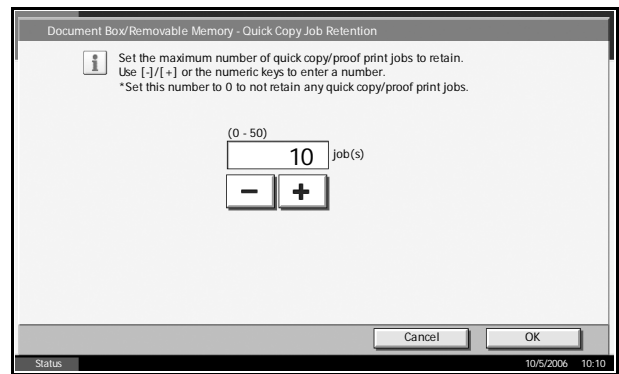 Document Box/Removable Memory - Quick Copy Job Retention
Set the maximum number of quick copy/proof print jobs to retain.
Use [-]/[+] or the numeric keys to enter a number.
*Set this number to 0 to not retain any quick copy/proof print jobs.
(0 - 50)
10 job(s)
− +
Cancel OK
Status 10/5/2006 10:10